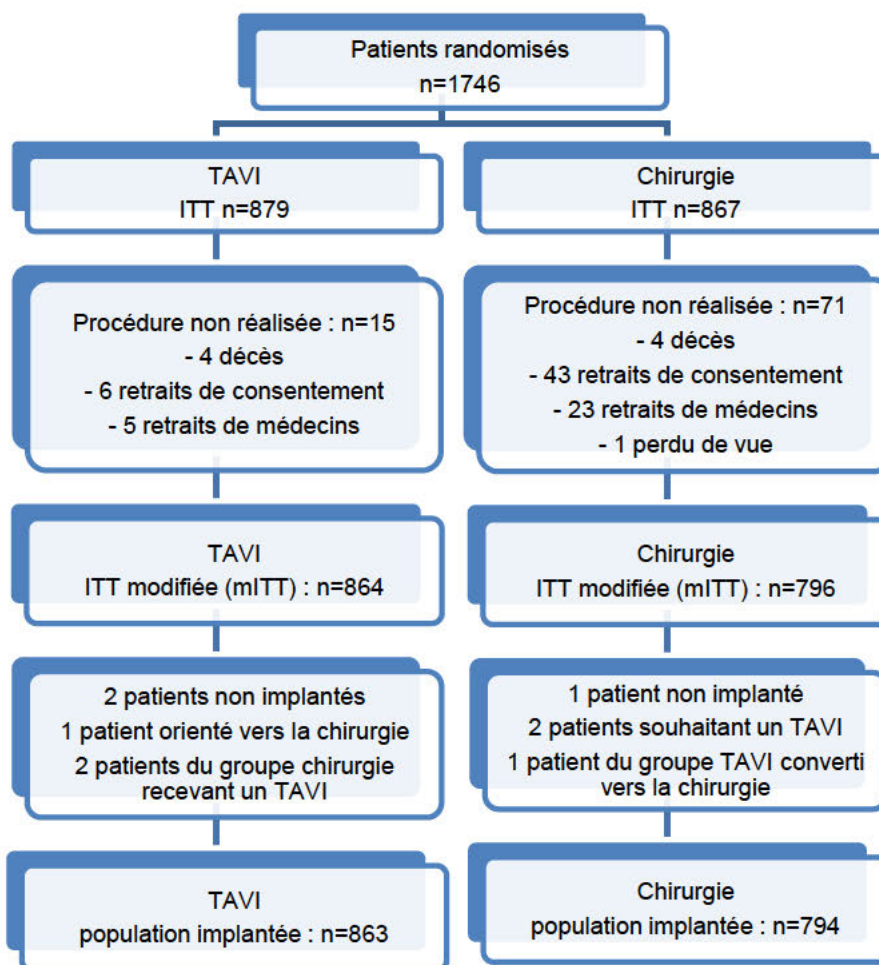 Patients randomisés
n=1746
TAVI
ITT n=879
Chirurgie
ITT n=867
Procédure non réalisée : n=15
- 4 décès
- 6 retraits de consentement
- 5 retraits de médecins
Procédure non réalisée : n=71
- 4 décès
- 43 retraits de consentement
- 23 retraits de médecins
- 1 perdu de vue
TAVI
ITT modifiée (mITT) : n=864
Chirurgie
ITT modifiée (mITT) : n=796
2 patients non implantés
1 patient orienté vers la chirurgie
2 patients du groupe chirurgie
recevant un TAVI
1 patient non implanté
2 patients souhaitant un TAVI
1 patient du groupe TAVI converti
vers la chirurgie
TAVI
population implantée : n=863
Chirurgie
population implantée : n=794